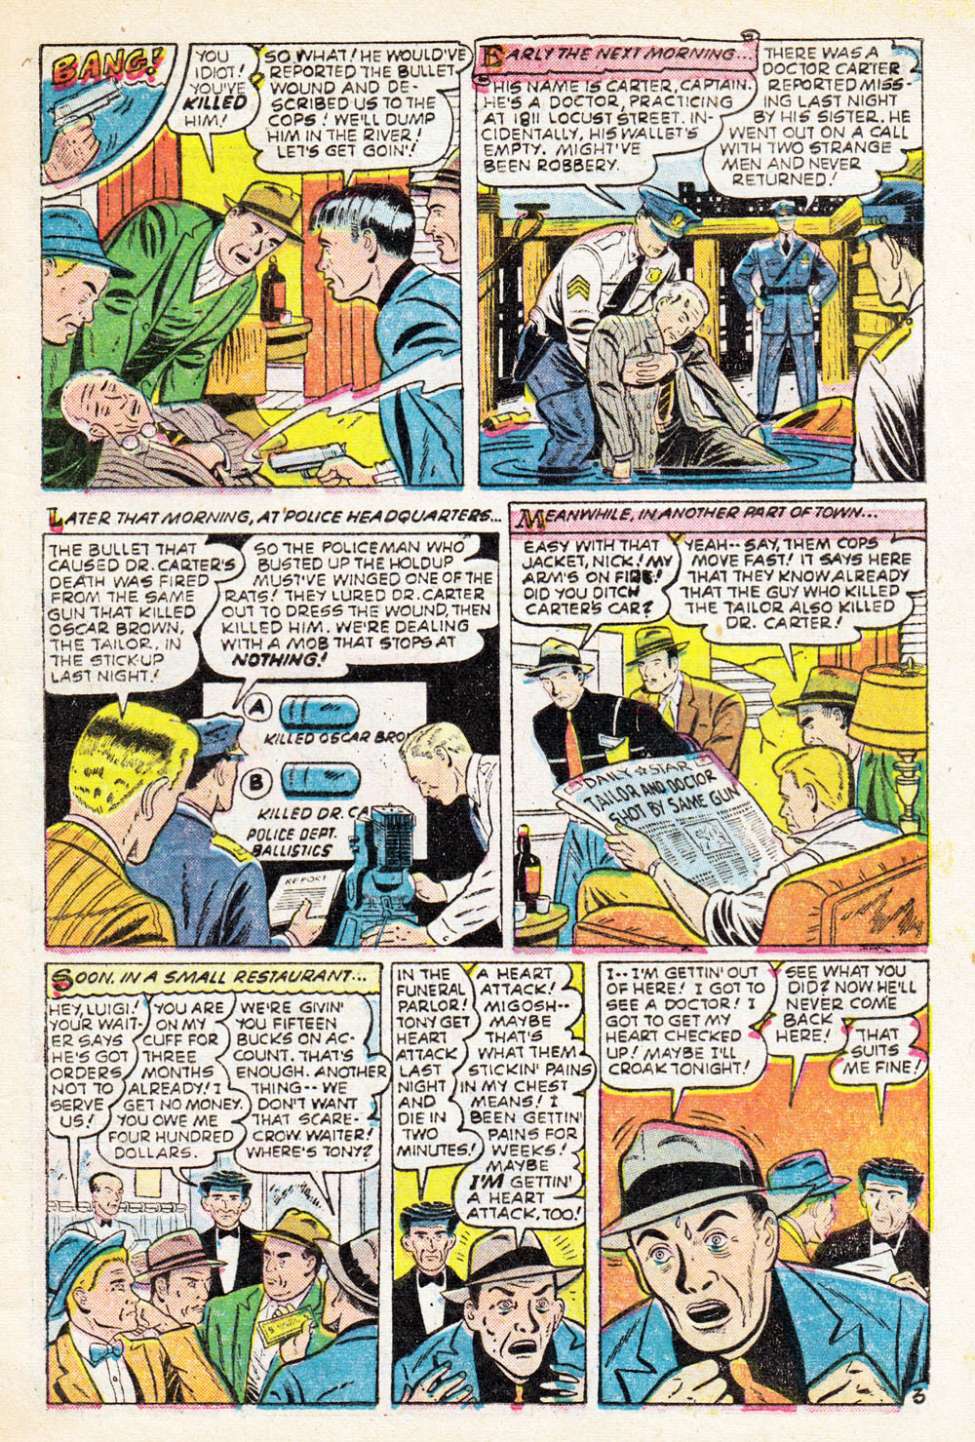 BANG!
YOU
IDIOT!
YOU'VE
KILLED
HIM!
SO WHAT! HE WOULD'VE
REPORTED THE BULLET
WOUND AND DE-
SCRIBED US TO THE
COPS! WE'LL DUMP
HIM IN THE RIVER!
LET'S GET GOIN'!
EARLY THE NEXT MORNING...
HIS NAME IS CARTER, CAPTAIN.
HE'S A DOCTOR, PRACTICING
AT 1811 LOCUST STREET. IN-
CIDENTALLY, HIS WALLET'S
EMPTY. MIGHT'VE
BEEN ROBBERY.
THERE WAS A
DOCTOR CARTER
REPORTED MISS-
ING LAST NIGHT
BY HIS SISTER. HE
WENT OUT ON A CALL
WITH TWO STRANGE
MEN AND NEVER
RETURNED!
LATER THAT MORNING, AT POLICE HEADQUARTERS...
THE BULLET THAT
CAUSED DR. CARTER'S
DEATH WAS FIRED
FROM THE SAME
GUN THAT KILLED
OSCAR BROWN,
THE TAILOR, IN
THE STICK-UP
LAST NIGHT!
SO THE POLICEMAN WHO
BUSTED UP THE HOLDUP
MUST'VE WINGED ONE OF THE
RATS! THEY LURED DR. CARTER
OUT TO DRESS THE WOUND, THEN
KILLED HIM. WE'RE DEALING
WITH A MOB THAT STOPS AT
NOTHING!
A
KILLED OSCAR BRO
B
KILLED DR. CA
POLICE DEPT.
BALLISTICS
REPORT
MEANWHILE, IN ANOTHER PART OF TOWN...
EASY WITH THAT
JACKET, NICK! MY
ARM'S ON FIRE!
DID YOU DITCH
CARTER'S CAR?
YEAH-- SAY, THEM COPS
MOVE FAST! IT SAYS HERE
THAT THEY KNOW ALREADY
THAT THE GUY WHO KILLED
THE TAILOR ALSO KILLED
DR. CARTER!
DAILY ☆ STAR
TAILOR AND DOCTOR
SHOT BY SAME GUN
SOON, IN A SMALL RESTAURANT...
HEY, LUIGI!
YOUR WAIT-
ER SAYS
HE'S GOT
ORDERS
NOT TO
SERVE
US!
YOU ARE
ON MY
CUFF FOR
THREE
MONTHS
ALREADY! I
GET NO MONEY.
YOU OWE ME
FOUR HUNDRED
DOLLARS.
WE'RE GIVIN'
YOU FIFTEEN
BUCKS ON AC-
COUNT. THAT'S
ENOUGH. ANOTHER
THING-- WE
DON'T WANT
THAT SCARE-
CROW WAITER!
WHERE'S TONY?
IN THE
FUNERAL
PARLOR!
TONY GET
HEART
ATTACK
LAST
NIGHT
AND
DIE IN
TWO
MINUTES!
A HEART
ATTACK!
MIGOSH--
MAYBE
THAT'S
WHAT THEM
STICKIN' PAINS
IN MY CHEST
MEANS! I
BEEN GETTIN'
PAINS FOR
WEEKS!
MAYBE
I'M GETTIN'
A HEART
ATTACK, TOO!
I-- I'M GETTIN' OUT
OF HERE! I GOT TO
SEE A DOCTOR! I
GOT TO GET MY
HEART CHECKED
UP! MAYBE I'LL
CROAK TONIGHT!
SEE WHAT YOU
DID? NOW HE'LL
NEVER COME
BACK
HERE!
THAT
SUITS
ME FINE!
3